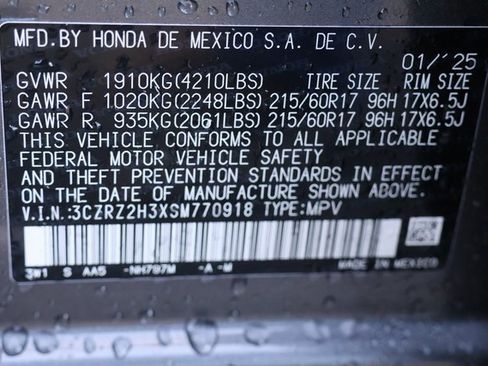 MFD.BY HONDA DE MEXICO S.A. DE C.V.
01/'25
GVWR 1910KG(4210LBS) TIRE SIZE RIM SIZE
GAWR F 1020KG(2248LBS) 215/60R17 96H 17X6.5J
GAWR R. 935KG(2061LBS) 215/60R17 96H 17X6.5J
THIS VEHICLE CONFORMS TO ALL APPLICABLE
FEDERAL MOTOR VEHICLE SAFETY
AND THEFT PREVENTION STANDARDS IN EFFECT
ON THE DATE OF MANUFACTURE SHOWN ABOVE.
V.I.N.:3CZRZ2H3XSM770918 TYPE:MPV
3W1 S AA5 -NH797M -A-M MADE IN MEXICO